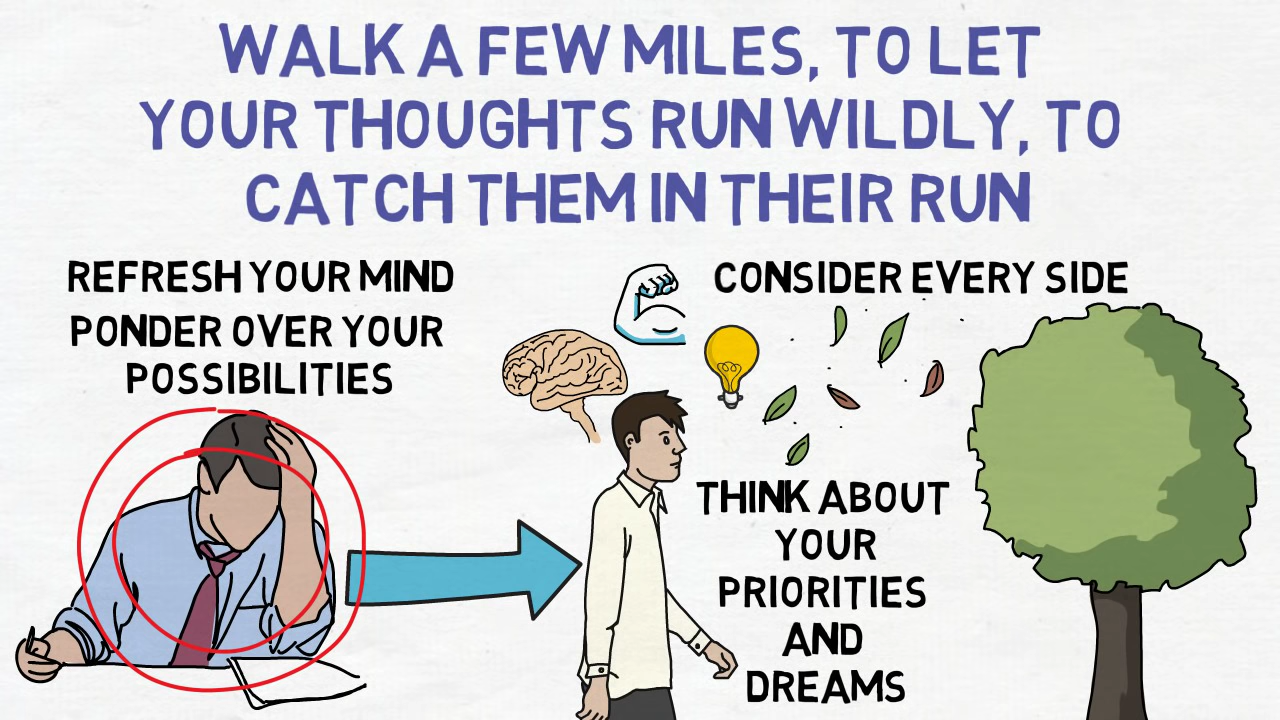 WALK A FEW MILES, TO LET
YOUR THOUGHTS RUN WILDLY, TO
CATCH THEM IN THEIR RUN
REFRESH YOUR MIND
PONDER OVER YOUR
POSSIBILITIES
CONSIDER EVERY SIDE
THINK ABOUT
YOUR
PRIORITIES
AND
DREAMS